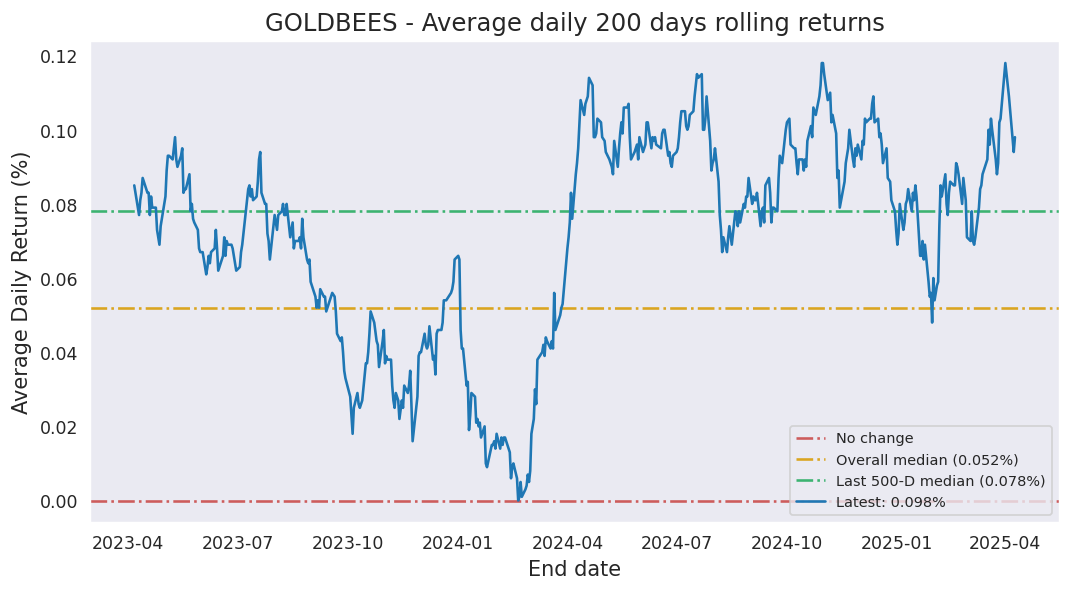 GOLDBEES - Average daily 200 days rolling returns
Average Daily Return (%)
0.12
0.10
0.08
0.06
0.04
0.02
0.00
No change
Overall median (0.052%)
Last 500-D median (0.078%)
Latest: 0.098%
2023-04 2023-07 2023-10 2024-01 2024-04 2024-07 2024-10 2025-01 2025-04
End date